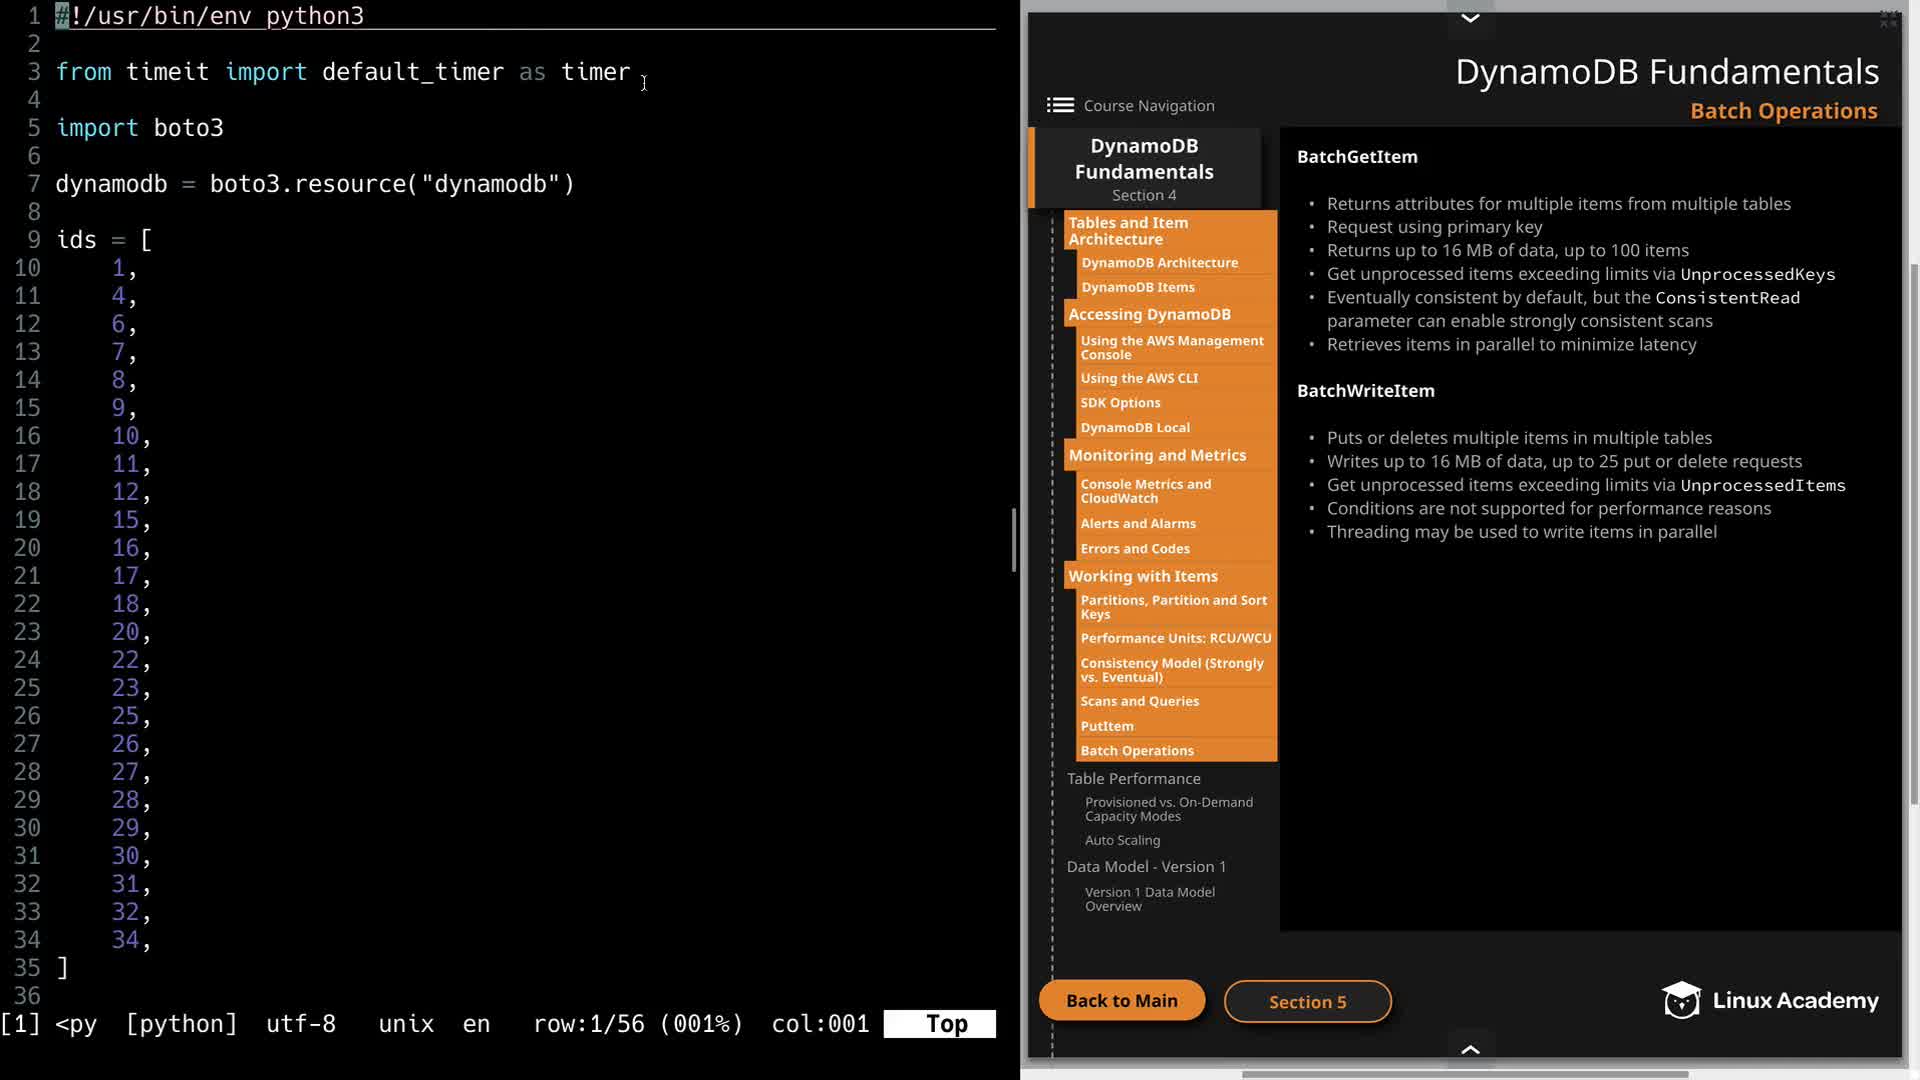 1 #!/usr/bin/env python3
2
3 from timeit import default_timer as timer
4
5 import boto3
6
7 dynamodb = boto3.resource("dynamodb")
8
9 ids = [
10 1,
11 4,
12 6,
13 7,
14 8,
15 9,
16 10,
17 11,
18 12,
19 15,
20 16,
21 17,
22 18,
23 20,
24 22,
25 23,
26 25,
27 26,
28 27,
29 28,
30 29,
31 30,
32 31,
33 32,
34 34,
35 ]
36
[1] <py [python] utf-8 unix en row:1/56 (001%) col:001 Top
DynamoDB Fundamentals
Batch Operations
Course Navigation
DynamoDB
Fundamentals
Section 4
Tables and Item
Architecture
DynamoDB Architecture
DynamoDB Items
Accessing DynamoDB
Using the AWS Management
Console
Using the AWS CLI
SDK Options
DynamoDB Local
Monitoring and Metrics
Console Metrics and
CloudWatch
Alerts and Alarms
Errors and Codes
Working with Items
Partitions, Partition and Sort
Keys
Performance Units: RCU/WCU
Consistency Model (Strongly
vs. Eventual)
Scans and Queries
PutItem
Batch Operations
Table Performance
Provisioned vs. On-Demand
Capacity Modes
Auto Scaling
Data Model - Version 1
Version 1 Data Model
Overview
BatchGetItem
• Returns attributes for multiple items from multiple tables
• Request using primary key
• Returns up to 16 MB of data, up to 100 items
• Get unprocessed items exceeding limits via UnprocessedKeys
• Eventually consistent by default, but the ConsistentRead
parameter can enable strongly consistent scans
• Retrieves items in parallel to minimize latency
BatchWriteItem
• Puts or deletes multiple items in multiple tables
• Writes up to 16 MB of data, up to 25 put or delete requests
• Get unprocessed items exceeding limits via UnprocessedItems
• Conditions are not supported for performance reasons
• Threading may be used to write items in parallel
Back to Main
Section 5
Linux Academy